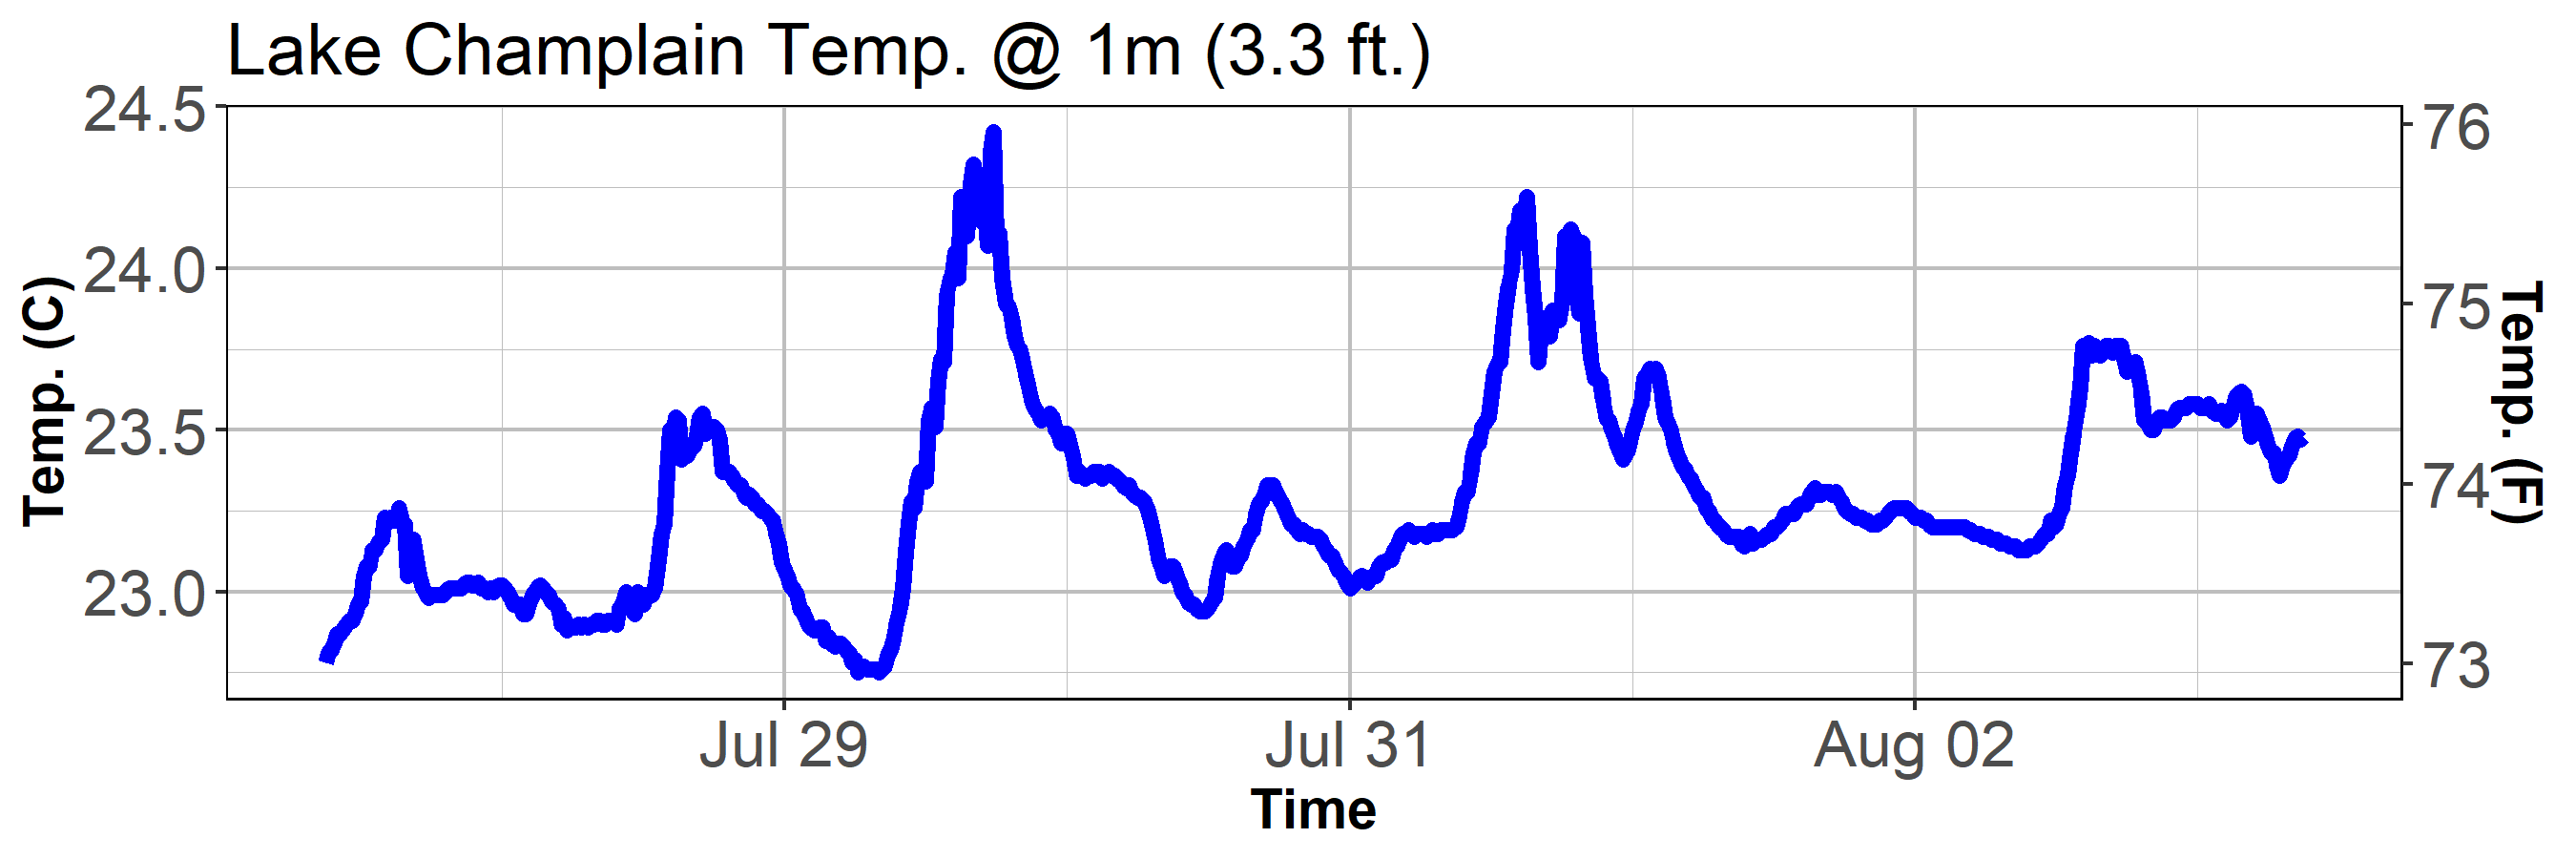 Lake Champlain Temp. @ 1m (3.3 ft.)
24.5
24.0
23.5
23.0
Temp. (C)
76
75
74
73
Temp. (F)
Jul 29
Jul 31
Aug 02
Time